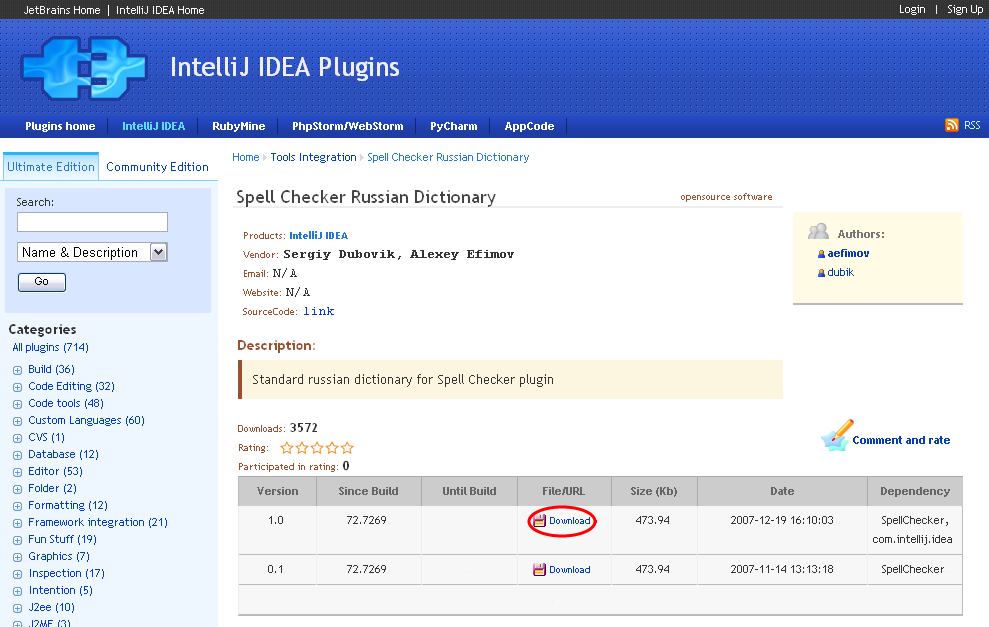 JetBrains Home | IntelliJ IDEA Home
Login | Sign Up
IntelliJ IDEA Plugins
Plugins home IntelliJ IDEA RubyMine PhpStorm/WebStorm PyCharm AppCode RSS
Ultimate Edition Community Edition
Search:
Name & Description
Go
Categories
All plugins (714)
Build (36)
Code Editing (32)
Code tools (48)
Custom Languages (60)
CVS (1)
Database (12)
Editor (53)
Folder (2)
Formatting (12)
Framework integration (21)
Fun Stuff (19)
Graphics (7)
Inspection (17)
Intention (5)
J2ee (10)
J2ME (3)
Home Tools Integration Spell Checker Russian Dictionary
Spell Checker Russian Dictionary
opensource software
Products: IntelliJ IDEA
Vendor: Sergiy Dubovik, Alexey Efimov
Email: N/A
Website: N/A
SourceCode: link
Authors:
aefimov
dubik
Description:
Standard russian dictionary for Spell Checker plugin
Downloads: 3572
Rating:
Participated in rating: 0
Comment and rate
Version Since Build Until Build File/URL Size (Kb) Date Dependency
1.0 72.7269 Download 473.94 2007-12-19 16:10:03 SpellChecker,
com.intellij.idea
0.1 72.7269 Download 473.94 2007-11-14 13:13:18 SpellChecker